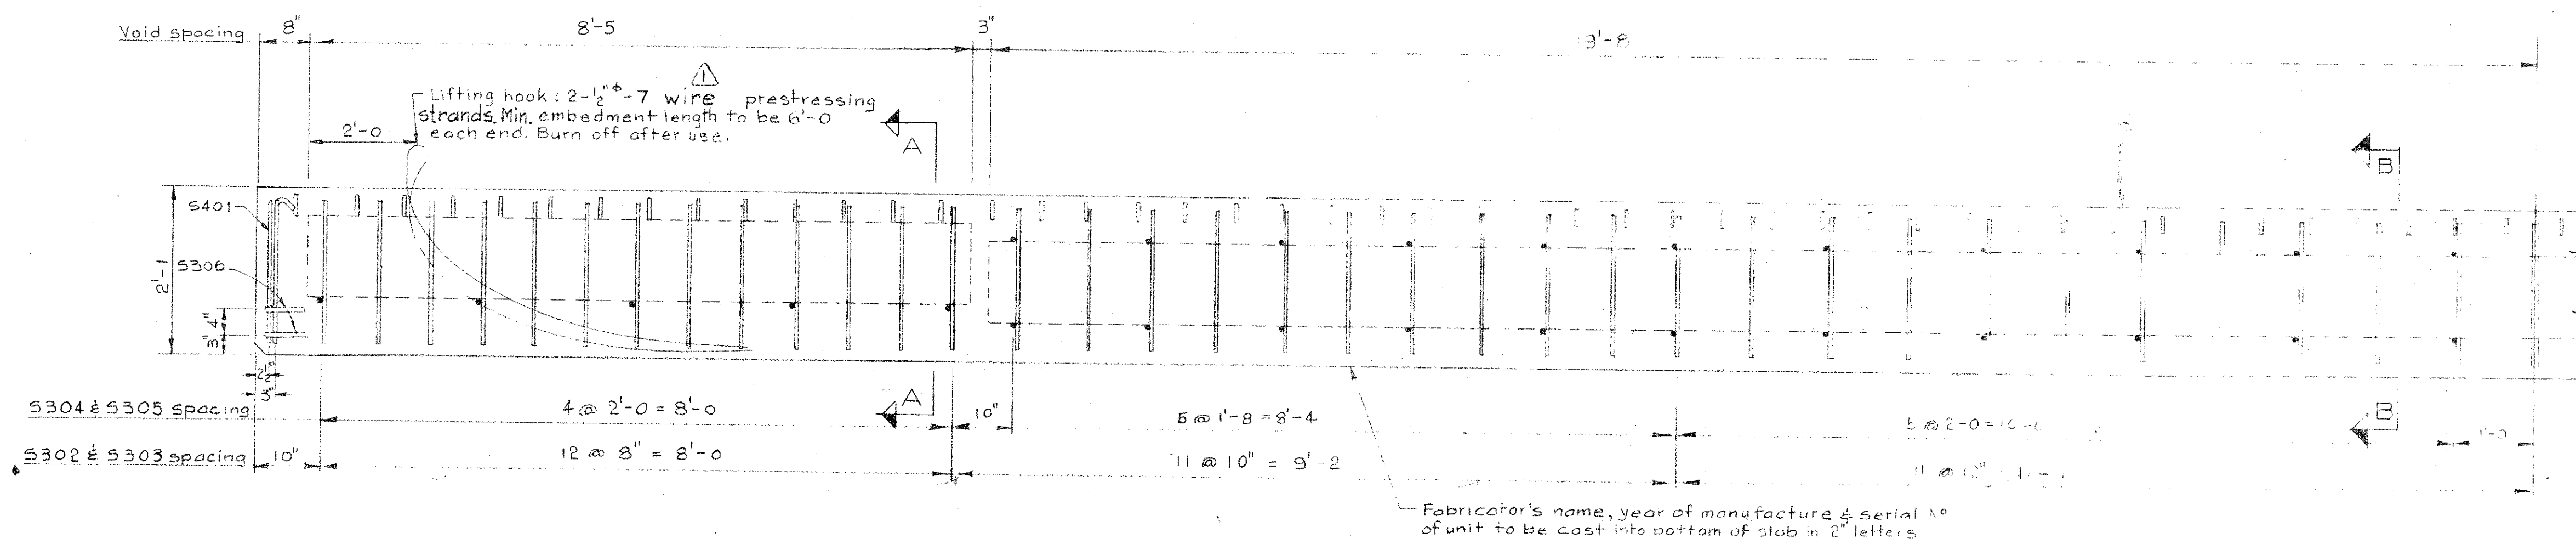 8" 8'-5 3"
Void spacing
9'-8
1
Lifting hook : 2-½"ᶲ-7 wire prestressing
strands. Min. embedment length to be 6'-0
each end. Burn off after use.
2'-0
A
B
S401
S306
2'-1
4"
3"
2½"
3"
S304 & S305 spacing
4 @ 2'-0 = 8'-0
A
10"
5 @ 1'-8 = 8'-4
B
1'-0
S302 & S303 spacing
10"
12 @ 8" = 8'-0
11 @ 10" = 9'-2
Fabricator's name, year of manufacture & serial Nº
of unit to be cast into bottom of slab in 2" letters